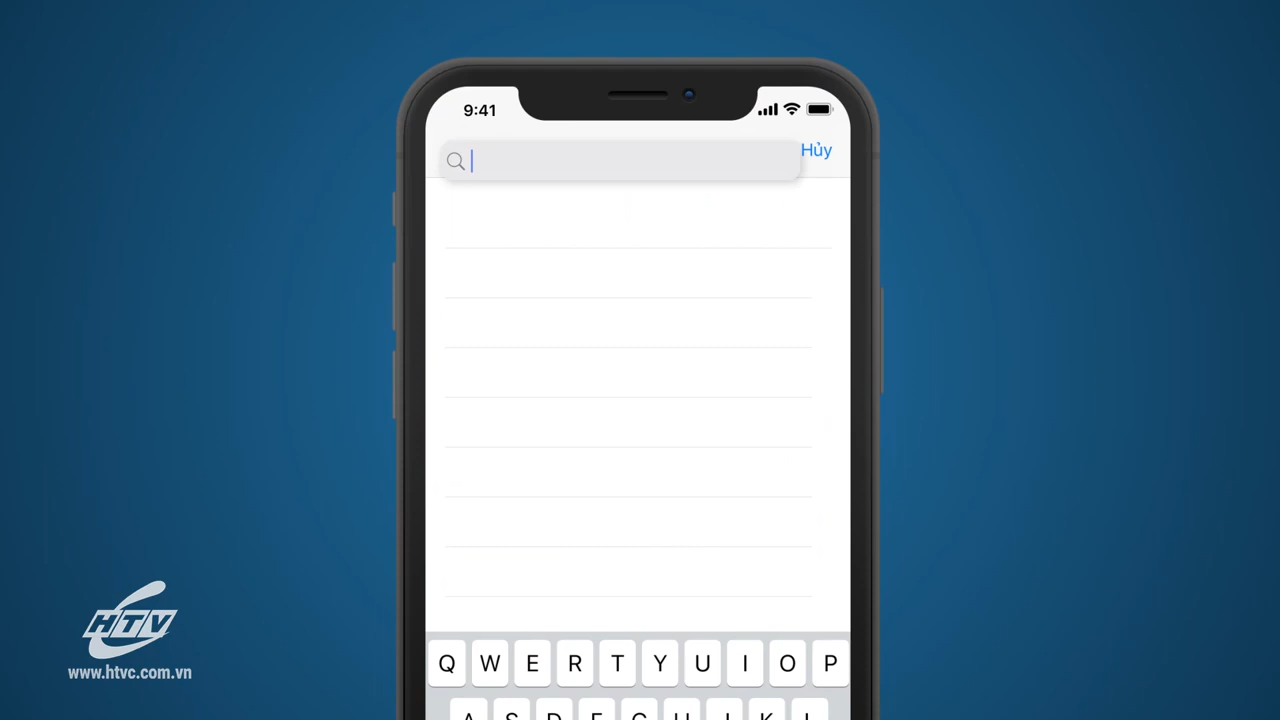 9:41
Hủy
Q W E R T Y U I O P
A S D F G H J K L
HTV
www.htvc.com.vn